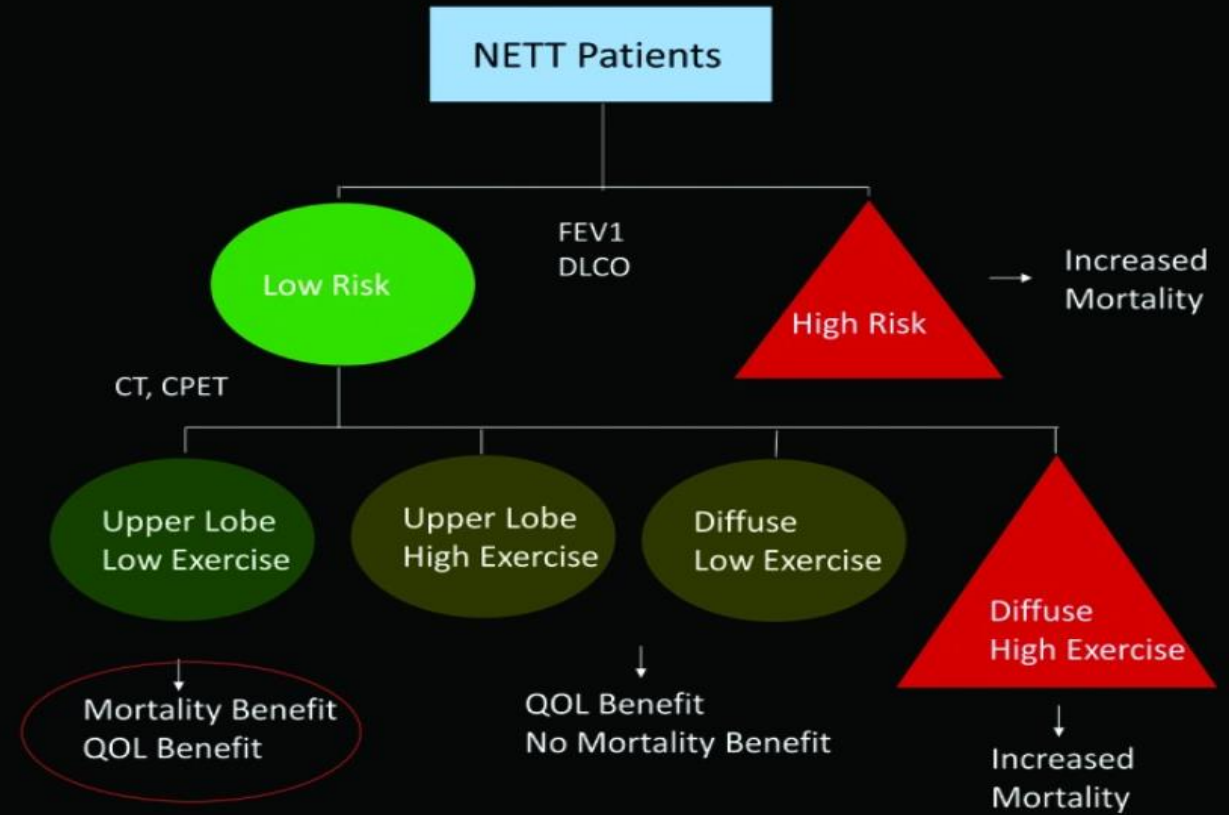 NETT Patients
FEV1
DLCO
Low Risk
High Risk
Increased
Mortality
CT, CPET
Upper Lobe
Low Exercise
Upper Lobe
High Exercise
Diffuse
Low Exercise
Diffuse
High Exercise
Mortality Benefit
QOL Benefit
QOL Benefit
No Mortality Benefit
Increased
Mortality